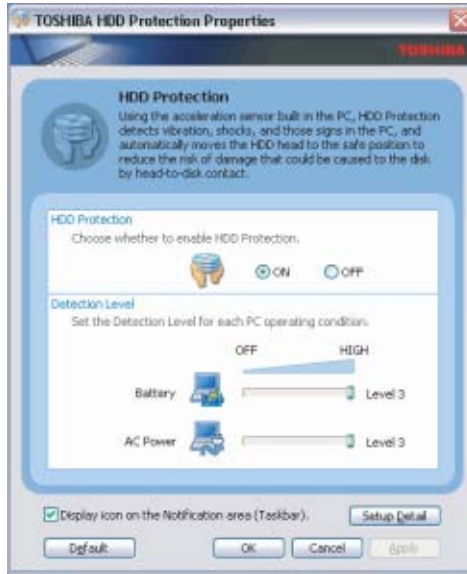 TOSHIBA HDD Protection Properties
TOSHIBA
HDD Protection
Using the acceleration sensor built in the PC, HDD Protection
detects vibration, shocks, and those signs in the PC, and
automatically moves the HDD head to the safe position to
reduce the risk of damage that could be caused to the disk
by head-to-disk contact.
HDD Protection
Choose whether to enable HDD Protection.
ON OFF
Detection Level
Set the Detection Level for each PC operating condition.
OFF HIGH
Battery Level 3
AC Power Level 3
Display icon on the Notification area (Taskbar). Setup Detail
Default OK Cancel Apply